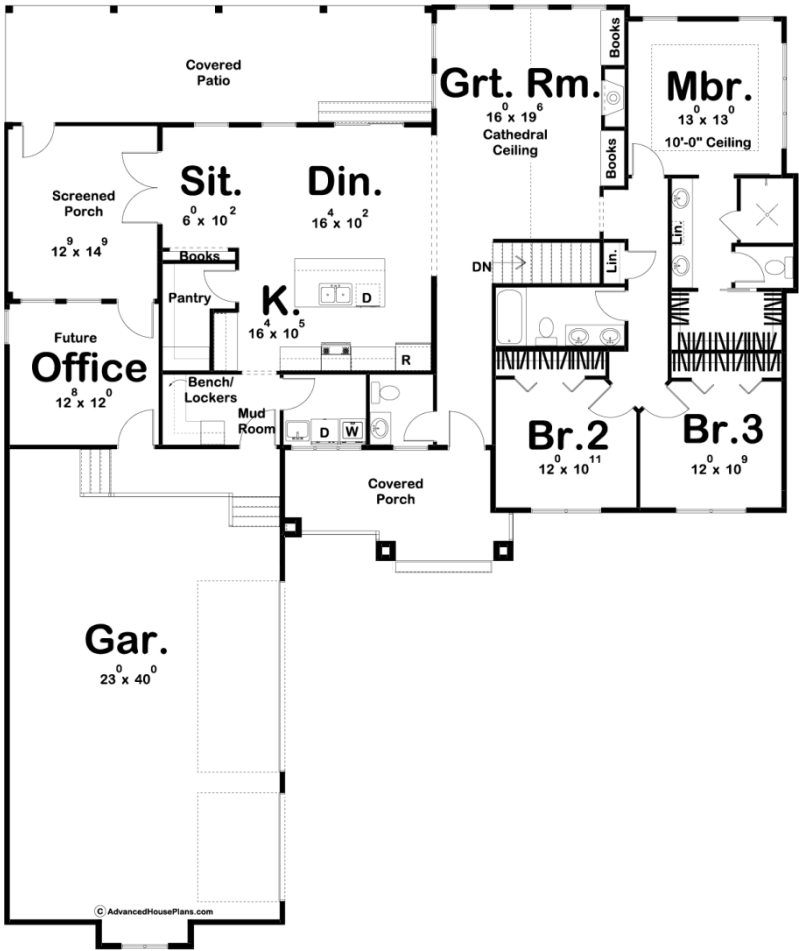 Covered
Patio
Grt. Rm.
16⁰ x 19⁶
Cathedral
Ceiling
Books
Books
Mbr.
13⁰ x 13⁰
10'-0" Ceiling
Screened
Porch
12⁹ x 14⁹
Sit.
6⁰ x 10²
Books
Din.
16⁴ x 10²
DN
Lin.
Lin.
Pantry
K.
16⁴ x 10⁵
D
R
Future
Office
12⁸ x 12⁰
Bench/
Lockers
Mud
Room
D
W
Br.2
12⁰ x 10¹¹
Br.3
12⁰ x 10⁹
Covered
Porch
Gar.
23⁰ x 40⁰
© AdvancedHousePlans.com